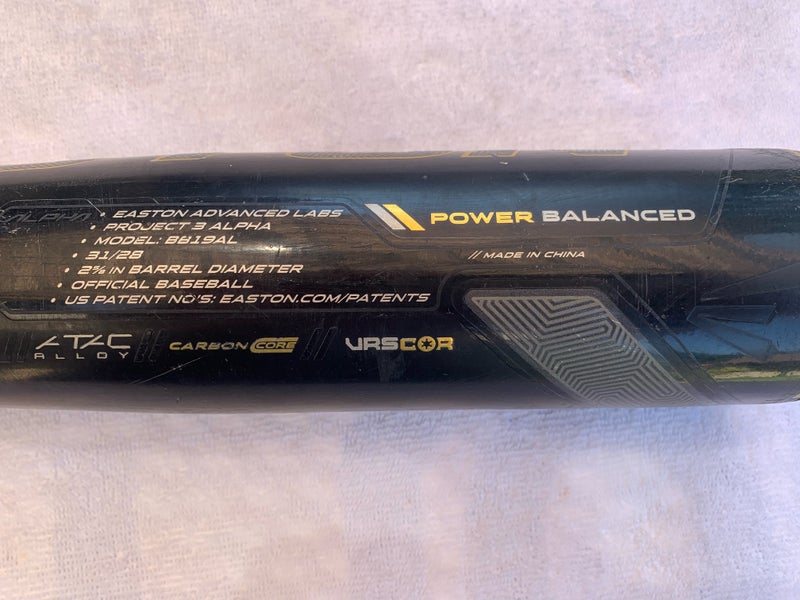 ALPHA
• EASTON ADVANCED LABS
• PROJECT 3 ALPHA
• MODEL: BB19AL
• 31/28
• 2⅝ IN BARREL DIAMETER
• OFFICIAL BASEBALL
• US PATENT NO'S: EASTON.COM/PATENTS
POWER BALANCED
// MADE IN CHINA
ATAC
ALLOY
// CARBON CORE //
VRSCOR